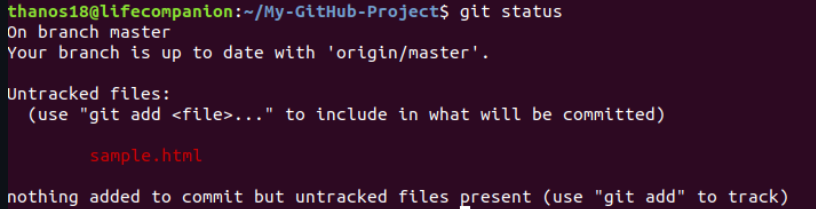 thanos18@lifecompanion:~/My-GitHub-Project$ git status
On branch master
Your branch is up to date with 'origin/master'.
Untracked files:
(use "git add <file>..." to include in what will be committed)
sample.html
nothing added to commit but untracked files present (use "git add" to track)